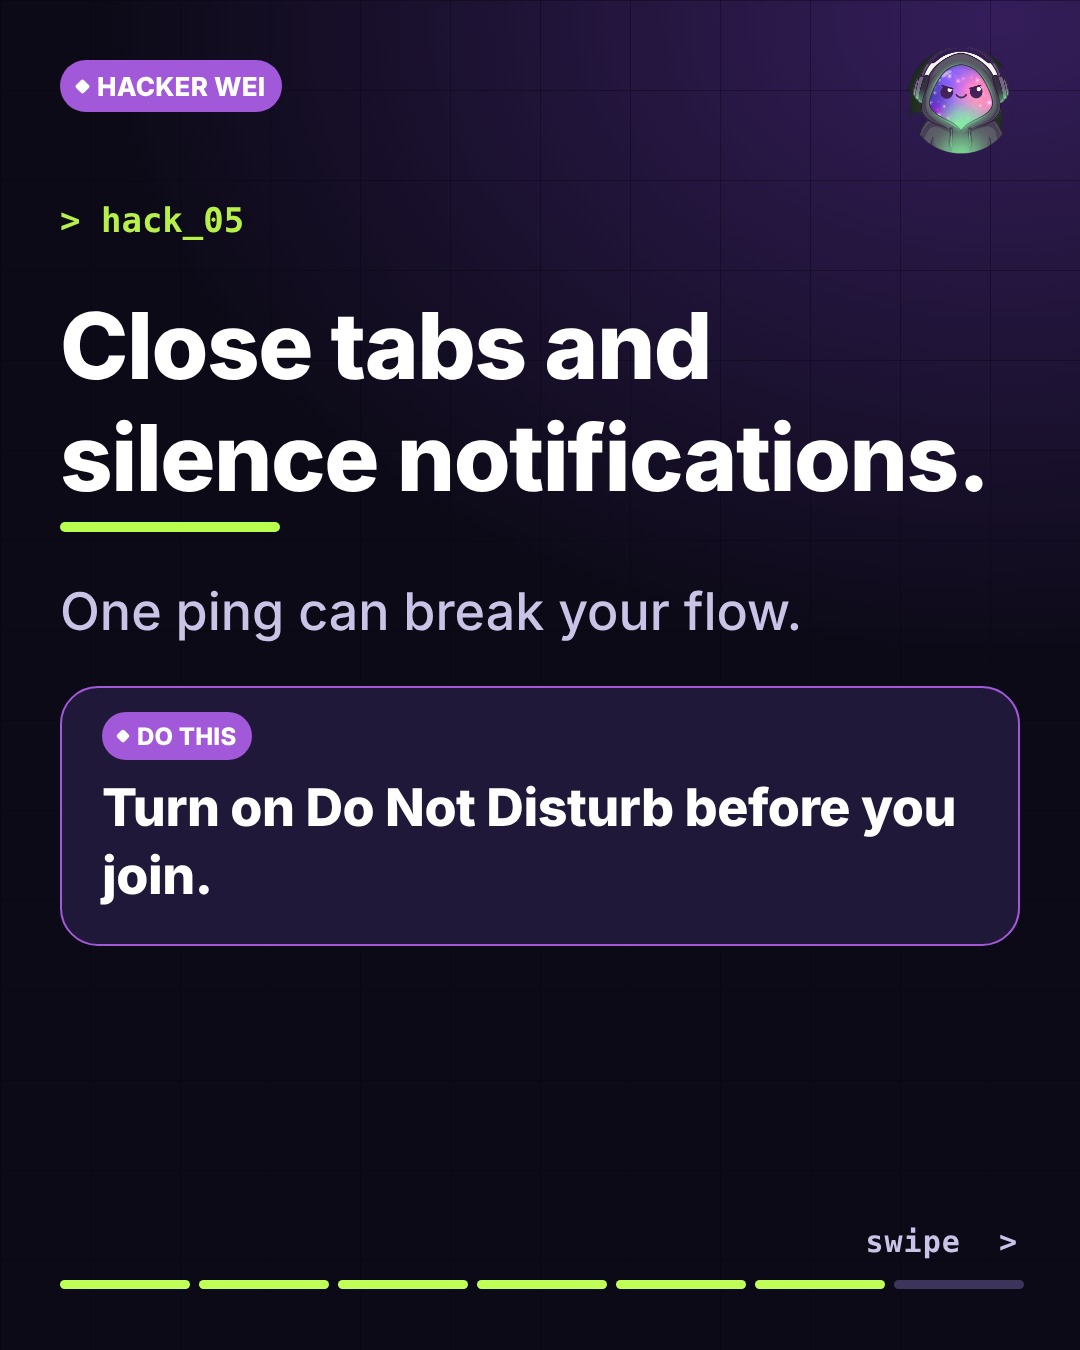 HACKER WEI
> hack_05
Close tabs and
silence notifications.
One ping can break your flow.
DO THIS
Turn on Do Not Disturb before you
join.
swipe >